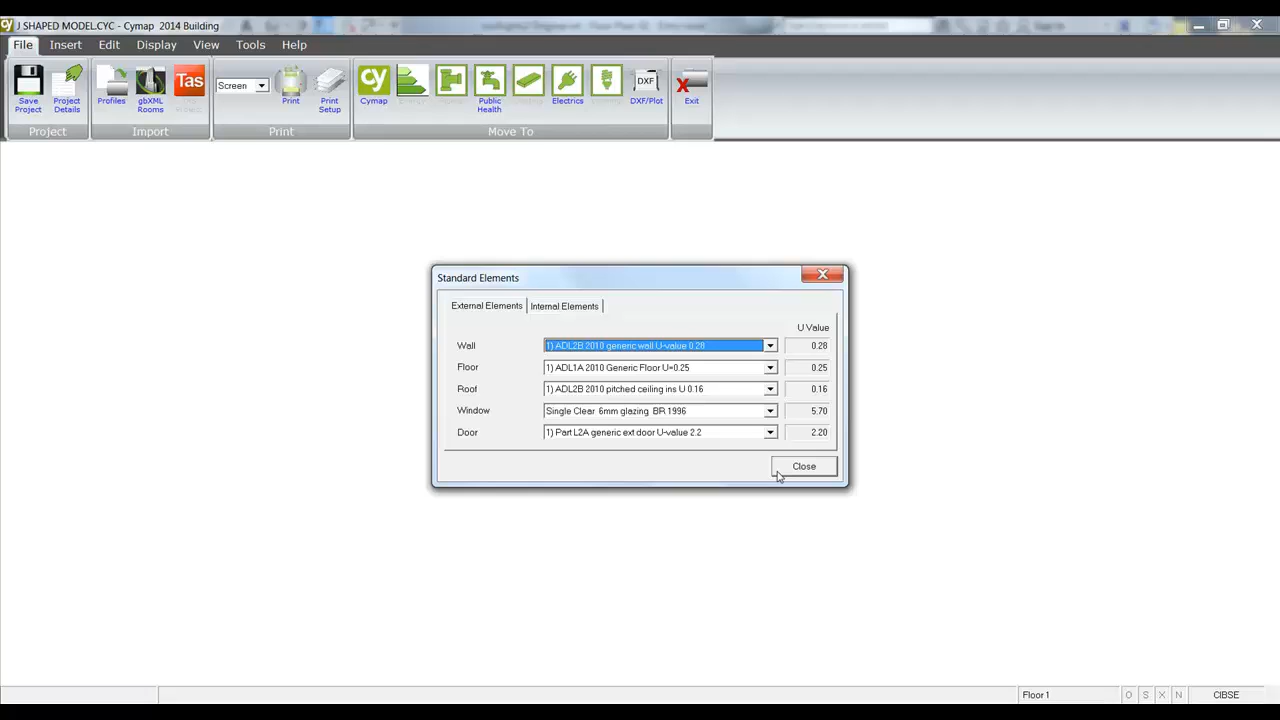 cy J SHAPED MODEL.CYC - Cymap 2014 Building
File Insert Edit Display View Tools Help
Save Project
Project Details
Profiles
gbXML Rooms
Tas
Screen
Print
Print Setup
cy
Cymap
Public Health
Electrics
DXF
DXF/Plot
Exit
Project Import Print Move To
Standard Elements
External Elements Internal Elements
U Value
Wall 1) ADL2B 2010 generic wall U-value 0.28 0.28
Floor 1) ADL1A 2010 Generic Floor U=0.25 0.25
Roof 1) ADL2B 2010 pitched ceiling ins U 0.16 0.16
Window Single Clear 6mm glazing BR 1996 5.70
Door 1) Part L2A generic ext door U-value 2.2 2.20
Close
Floor 1 O S X N CIBSE